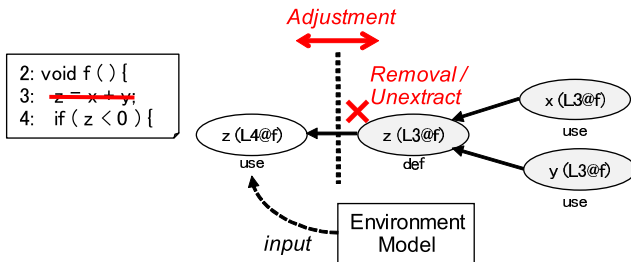 Adjustment
2: void f ( ) {
3: z = x + y;
4: if ( z < 0 ) {
Removal /
Unextract
x (L3@f)
use
z (L4@f)
use
z (L3@f)
def
y (L3@f)
use
input
Environment
Model